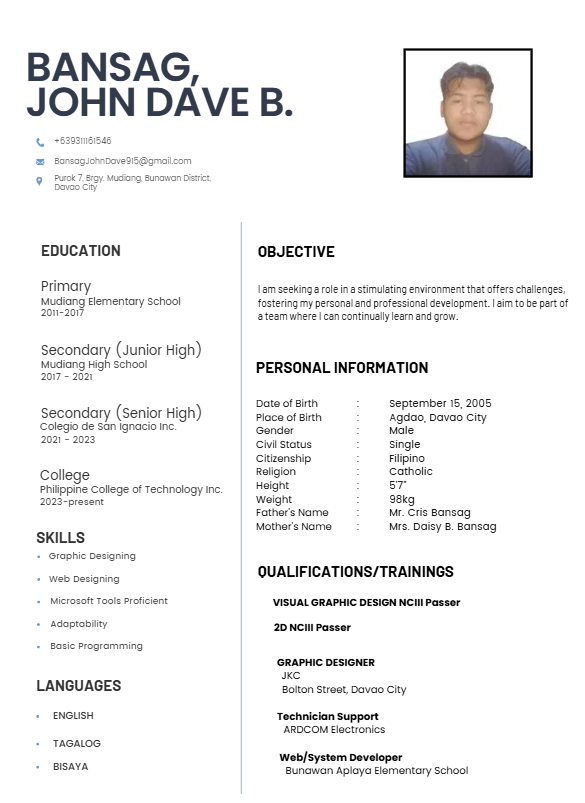 BANSAG,
JOHN DAVE B.
+639311161546
BansagJohnDave915@gmail.com
Purok 7, Brgy. Mudiang, Bunawan District,
Davao City
EDUCATION
Primary
Mudiang Elementary School
2011-2017
Secondary (Junior High)
Mudiang High School
2017 - 2021
Secondary (Senior High)
Colegio de San Ignacio Inc.
2021 - 2023
College
Philippine College of Technology Inc.
2023-present
SKILLS
• Graphic Designing
• Web Designing
• Microsoft Tools Proficient
• Adaptability
• Basic Programming
LANGUAGES
• ENGLISH
• TAGALOG
• BISAYA
OBJECTIVE
I am seeking a role in a stimulating environment that offers challenges,
fostering my personal and professional development. I aim to be part of
a team where I can continually learn and grow.
PERSONAL INFORMATION
Date of Birth : September 15, 2005
Place of Birth : Agdao, Davao City
Gender : Male
Civil Status : Single
Citizenship : Filipino
Religion : Catholic
Height : 5'7"
Weight : 98kg
Father's Name : Mr. Cris Bansag
Mother's Name : Mrs. Daisy B. Bansag
QUALIFICATIONS/TRAININGS
VISUAL GRAPHIC DESIGN NCIII Passer
2D NCIII Passer
GRAPHIC DESIGNER
JKC
Bolton Street, Davao City
Technician Support
ARDCOM Electronics
Web/System Developer
Bunawan Aplaya Elementary School